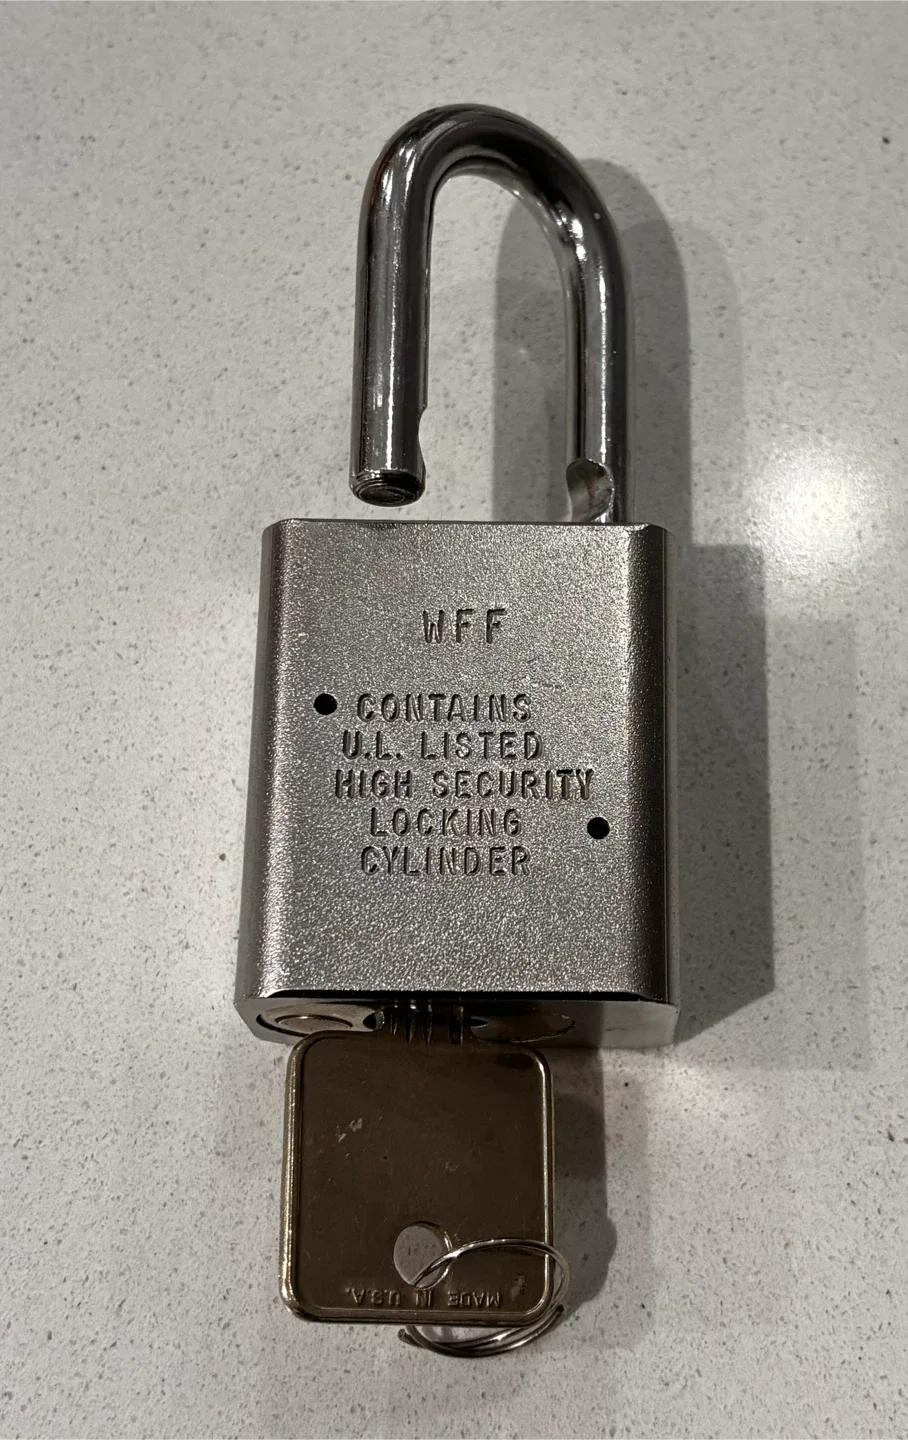 WFF
CONTAINS
U.L. LISTED
HIGH SECURITY
LOCKING
CYLINDER
MADE IN U.S.A.